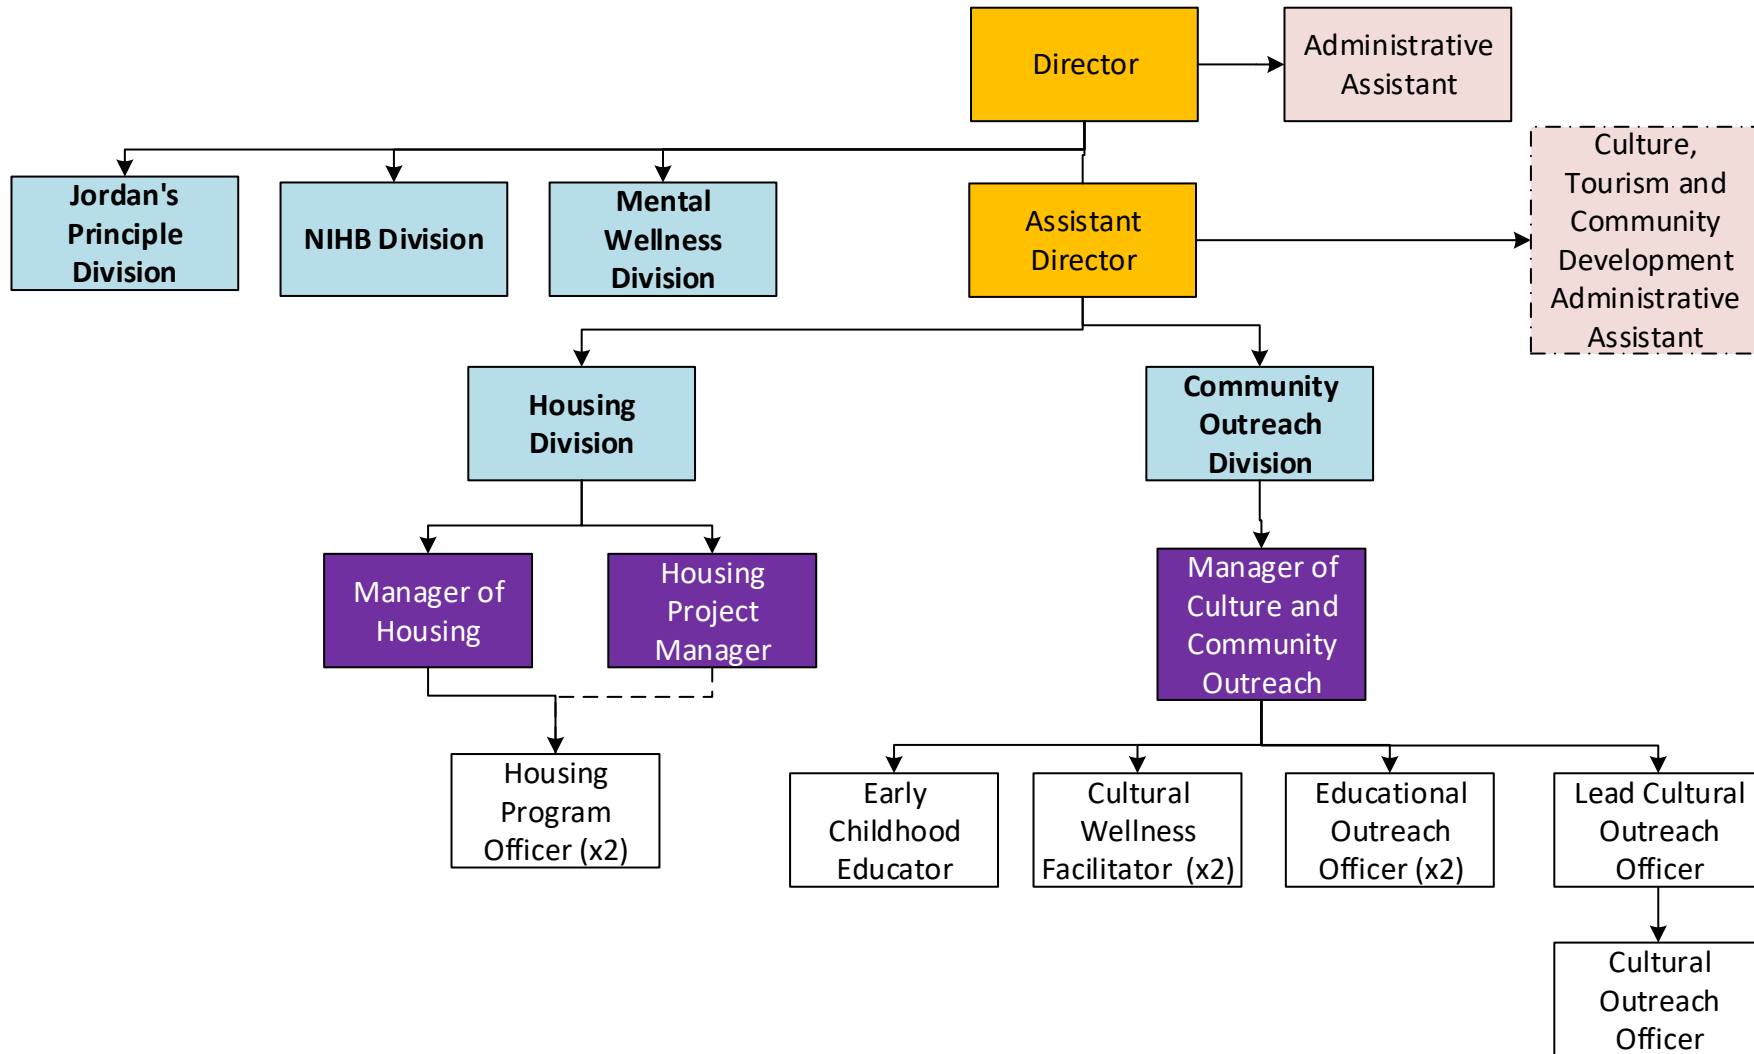 Director
Administrative
Assistant
Jordan's
Principle
Division
NIHB Division
Mental
Wellness
Division
Assistant
Director
Culture,
Tourism and
Community
Development
Administrative
Assistant
Housing
Division
Community
Outreach
Division
Manager of
Housing
Housing
Project
Manager
Manager of
Culture and
Community
Outreach
Housing
Program
Officer (x2)
Early
Childhood
Educator
Cultural
Wellness
Facilitator (x2)
Educational
Outreach
Officer (x2)
Lead Cultural
Outreach
Officer
Cultural
Outreach
Officer